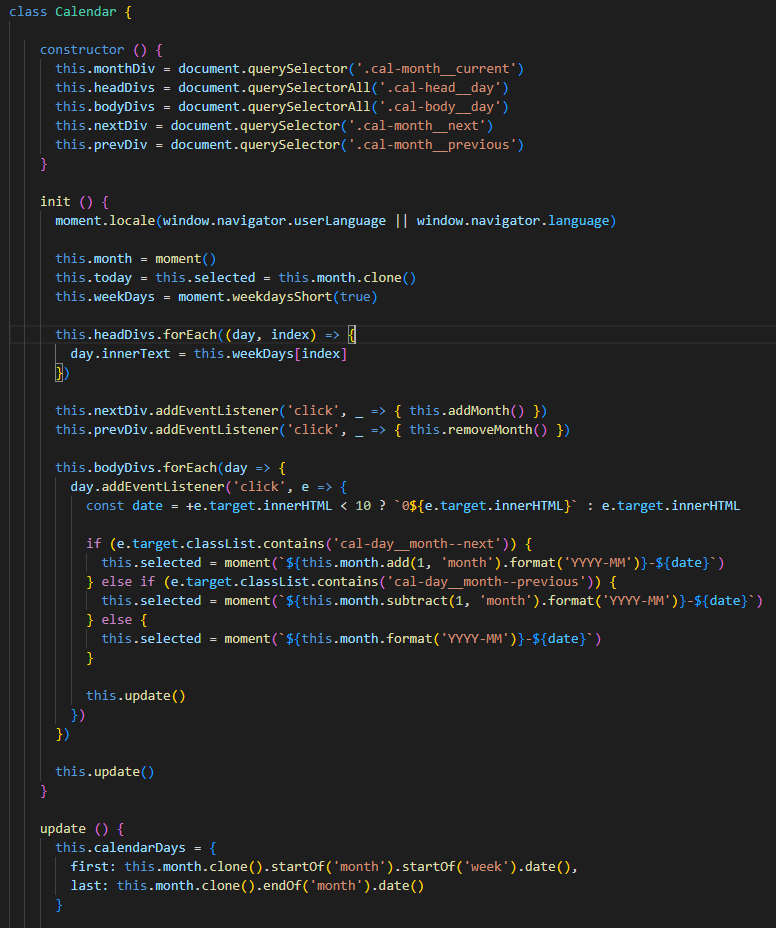 class Calendar {
constructor () {
this.monthDiv = document.querySelector('.cal-month__current')
this.headDivs = document.querySelectorAll('.cal-head__day')
this.bodyDivs = document.querySelectorAll('.cal-body__day')
this.nextDiv = document.querySelector('.cal-month__next')
this.prevDiv = document.querySelector('.cal-month__previous')
}
init () {
moment.locale(window.navigator.userLanguage || window.navigator.language)
this.month = moment()
this.today = this.selected = this.month.clone()
this.weekDays = moment.weekdaysShort(true)
this.headDivs.forEach((day, index) => {
day.innerText = this.weekDays[index]
})
this.nextDiv.addEventListener('click', _ => { this.addMonth() })
this.prevDiv.addEventListener('click', _ => { this.removeMonth() })
this.bodyDivs.forEach(day => {
day.addEventListener('click', e => {
const date = +e.target.innerHTML < 10 ? `0${e.target.innerHTML}` : e.target.innerHTML
if (e.target.classList.contains('cal-day__month--next')) {
this.selected = moment(`${this.month.add(1, 'month').format('YYYY-MM')}-${date}`)
} else if (e.target.classList.contains('cal-day__month--previous')) {
this.selected = moment(`${this.month.subtract(1, 'month').format('YYYY-MM')}-${date}`)
} else {
this.selected = moment(`${this.month.format('YYYY-MM')}-${date}`)
}
this.update()
})
})
this.update()
}
update () {
this.calendarDays = {
first: this.month.clone().startOf('month').startOf('week').date(),
last: this.month.clone().endOf('month').date()
}